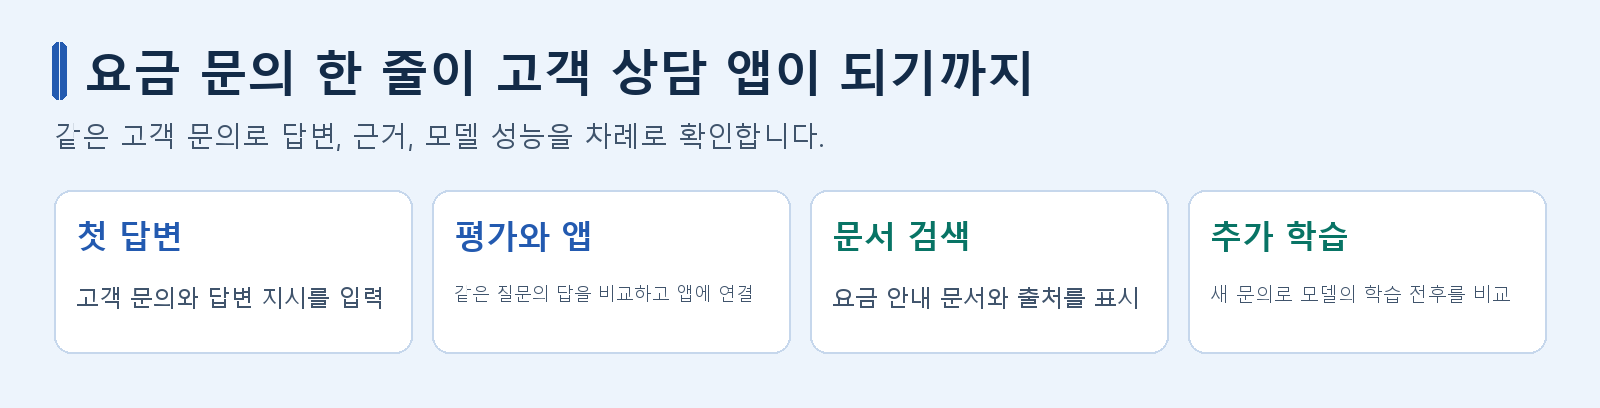 요금 문의 한 줄이 고객 상담 앱이 되기까지
같은 고객 문의로 답변, 근거, 모델 성능을 차례로 확인합니다.
첫 답변
고객 문의와 답변 지시를 입력
평가와 앱
같은 질문의 답을 비교하고 앱에 연결
문서 검색
요금 안내 문서와 출처를 표시
추가 학습
새 문의로 모델의 학습 전후를 비교